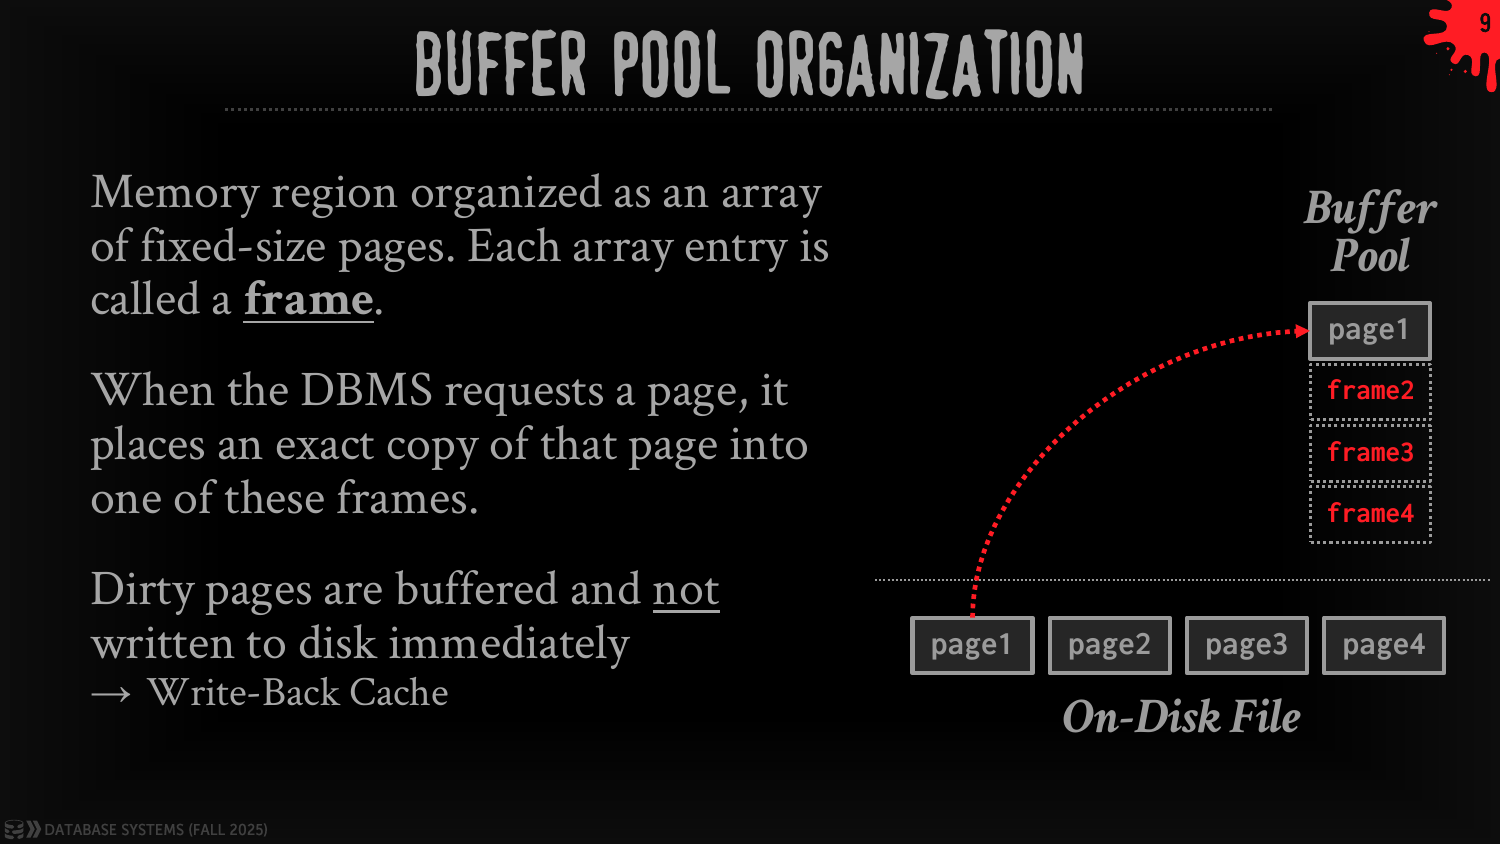 BUFFER POOL ORGANIZATION
9
Memory region organized as an array
of fixed-size pages. Each array entry is
called a frame.
When the DBMS requests a page, it
places an exact copy of that page into
one of these frames.
Dirty pages are buffered and not
written to disk immediately
→ Write-Back Cache
Buffer
Pool
page1
frame2
frame3
frame4
page1 page2 page3 page4
On-Disk File
DATABASE SYSTEMS (FALL 2025)